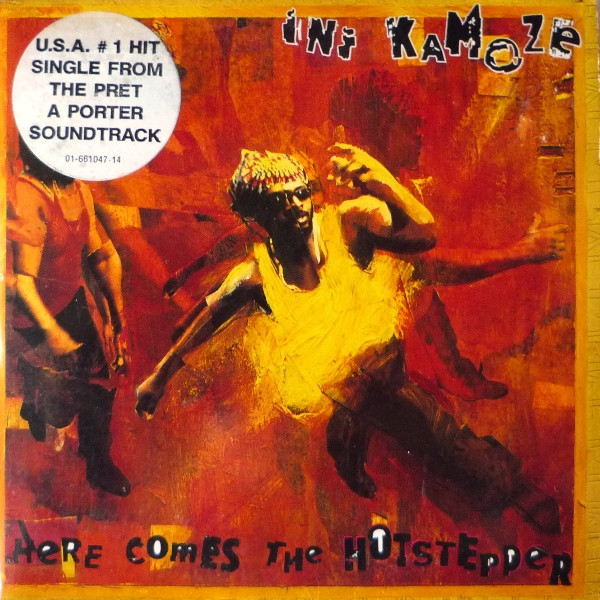 U.S.A. # 1 HIT
SINGLE FROM
THE PRET
A PORTER
SOUNDTRACK
01-661047-14
INI KAMOZE
HERE COMES THE HOTSTEPPER